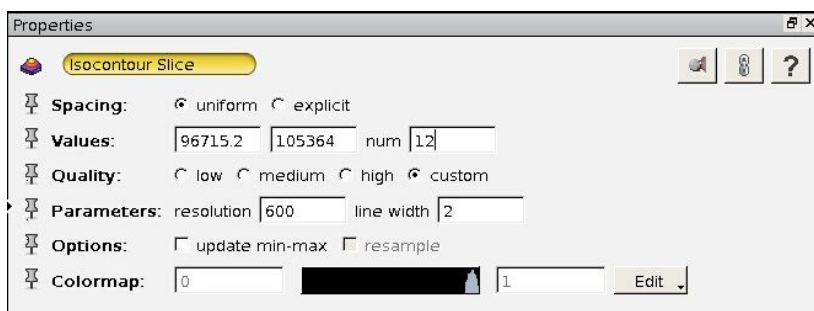 Properties
Isocontour Slice ?
Spacing: uniform explicit
Values: 96715.2 105364 num 12
Quality: low medium high custom
Parameters: resolution 600 line width 2
Options: update min-max resample
Colormap: 0 1 Edit